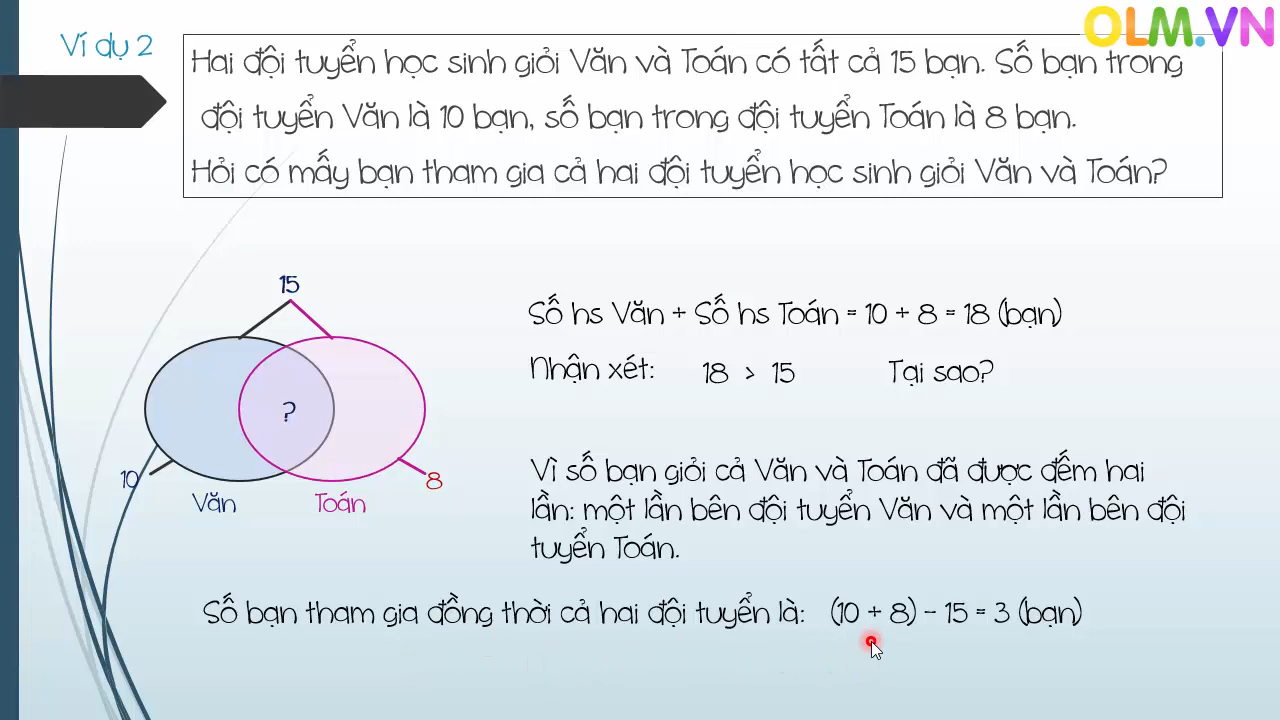 OLM.VN
Ví dụ 2
Hai đội tuyển học sinh giỏi Văn và Toán có tất cả 15 bạn. Số bạn trong
đội tuyển Văn là 10 bạn, số bạn trong đội tuyển Toán là 8 bạn.
Hỏi có mấy bạn tham gia cả hai đội tuyển học sinh giỏi Văn và Toán?
15
?
10
8
Văn
Toán
Số hs Văn + Số hs Toán = 10 + 8 = 18 (bạn)
Nhận xét: 18 > 15 Tại sao?
Vì số bạn giỏi cả Văn và Toán đã được đếm hai
lần: một lần bên đội tuyển Văn và một lần bên đội
tuyển Toán.
Số bạn tham gia đồng thời cả hai đội tuyển là: (10 + 8) - 15 = 3 (bạn)